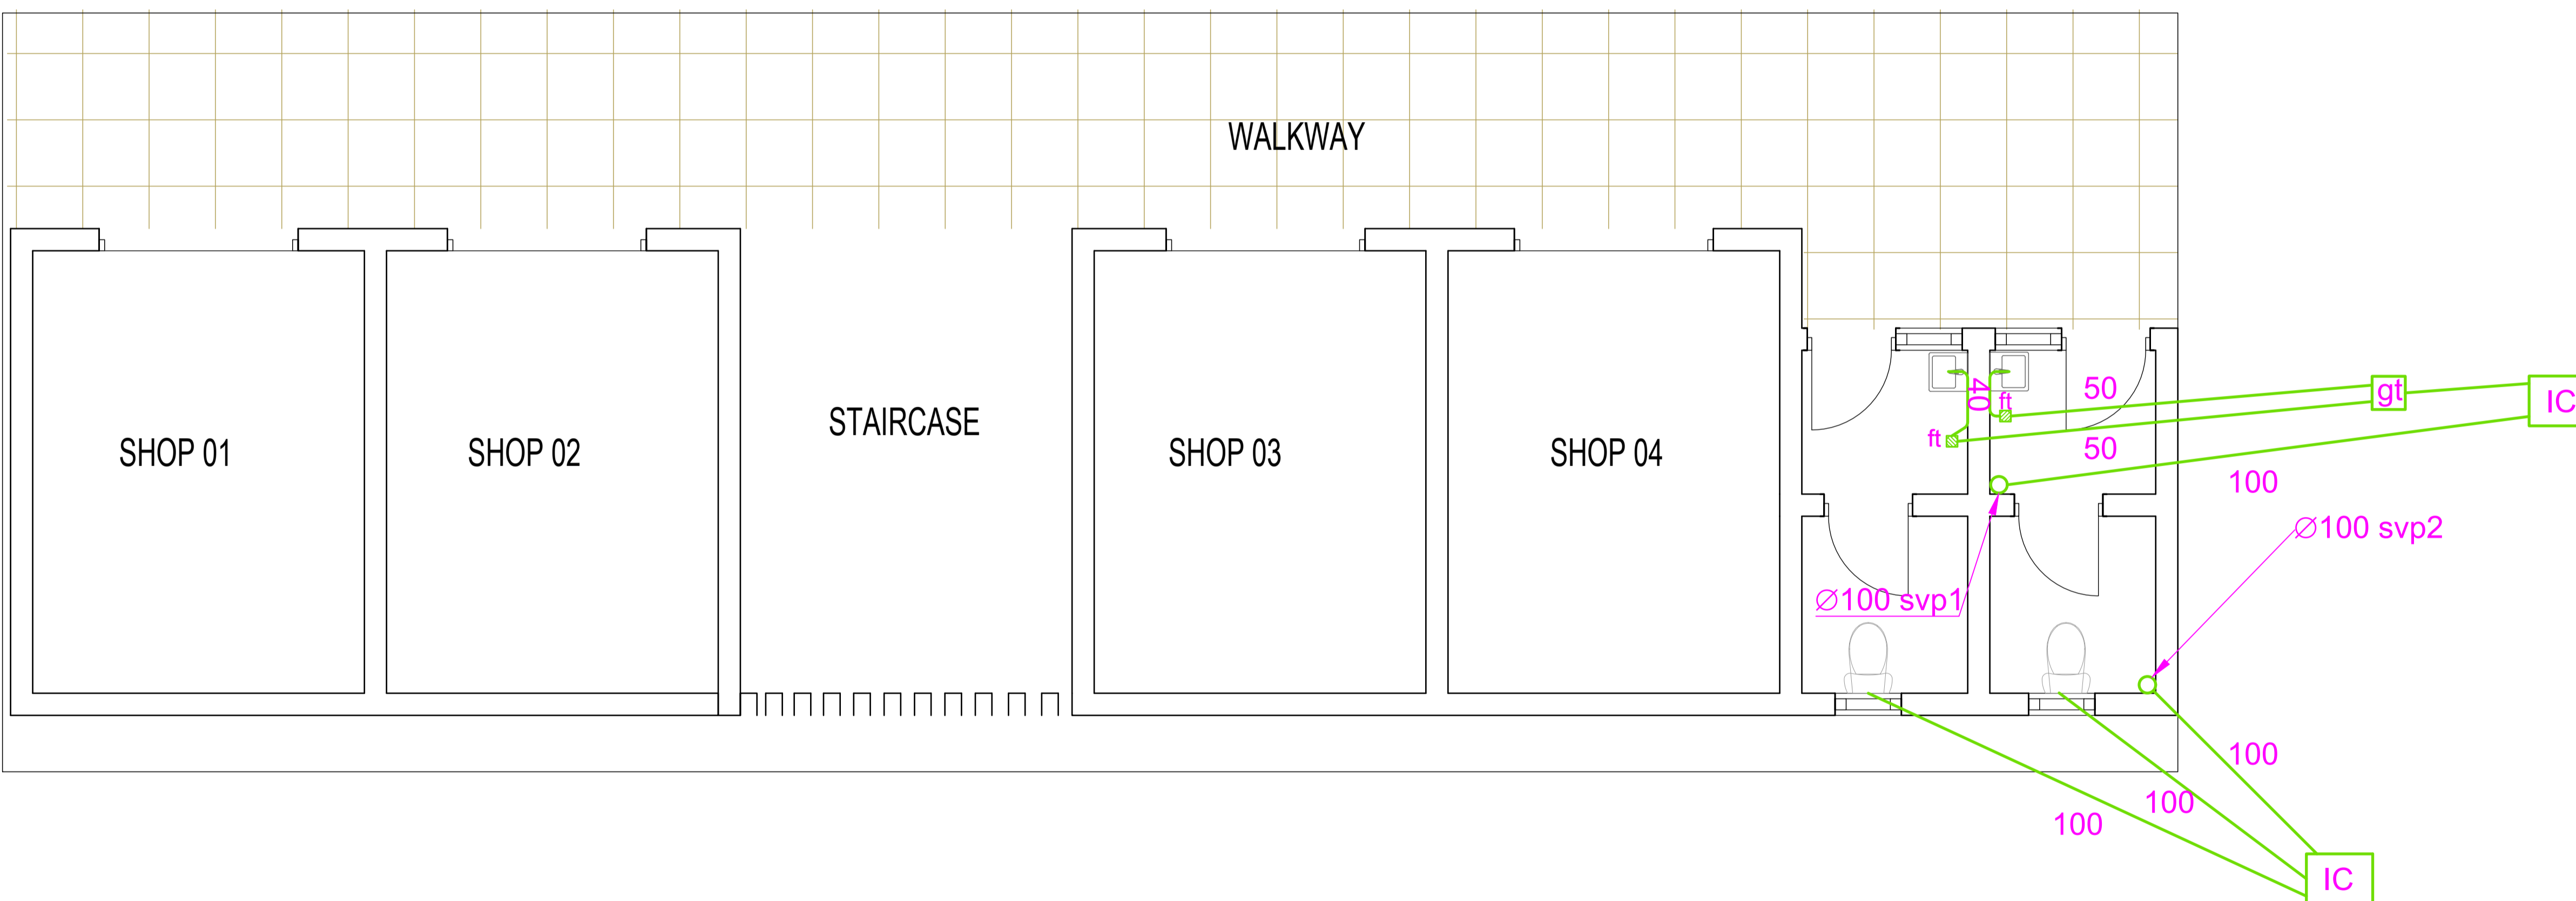 WALKWAY
SHOP 01
SHOP 02
STAIRCASE
SHOP 03
SHOP 04
40
ft
ft
50
50
gt
IC
100
∅100 svp1
∅100 svp2
100
100
100
IC